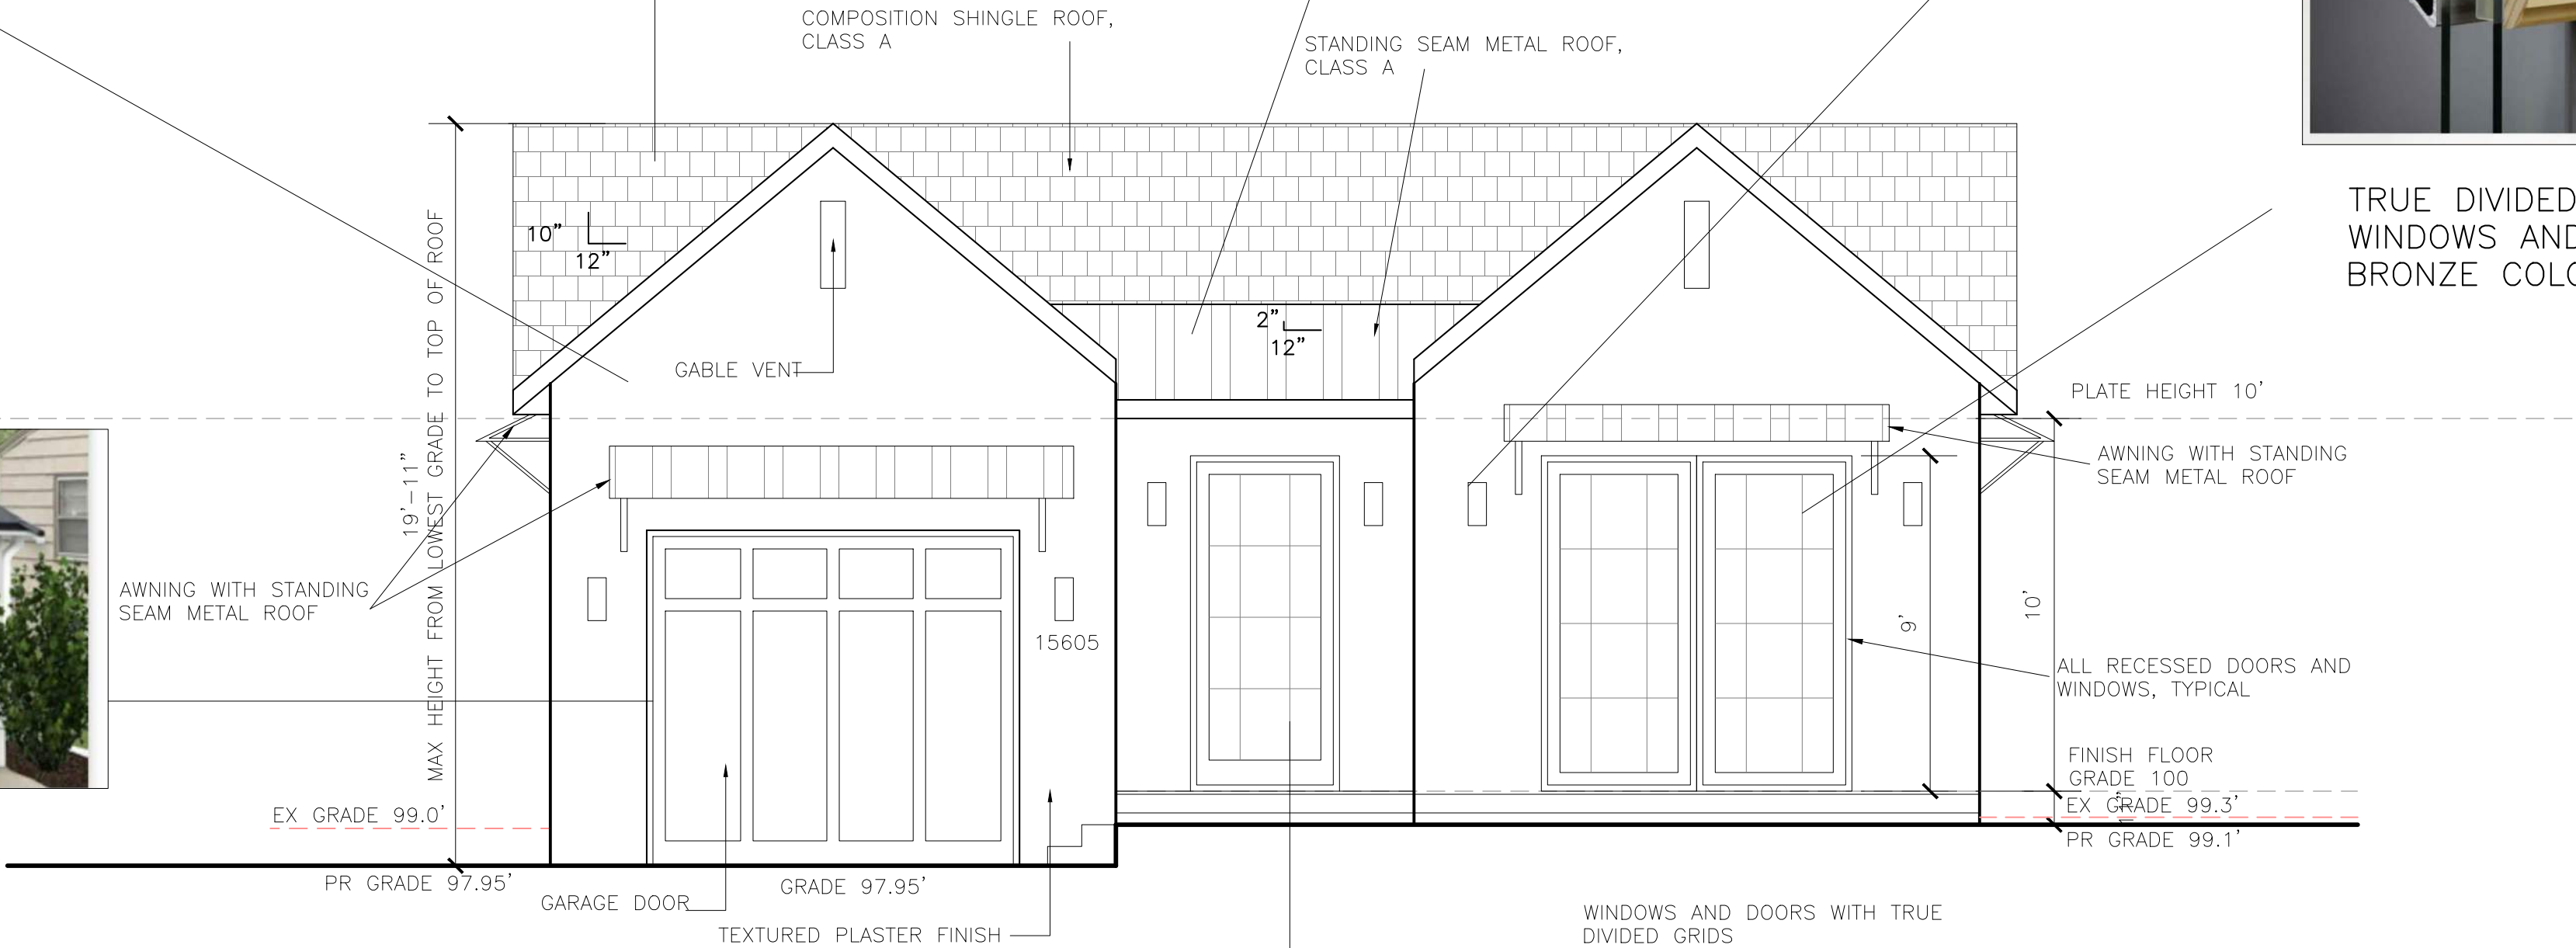 COMPOSITION SHINGLE ROOF,
CLASS A
STANDING SEAM METAL ROOF,
CLASS A
TRUE DIVIDED
WINDOWS AND
BRONZE COLO
10"
12"
2"
12"
GABLE VENT
MAX HEIGHT FROM LOWEST GRADE TO TOP OF ROOF
19'-11"
PLATE HEIGHT 10'
AWNING WITH STANDING
SEAM METAL ROOF
AWNING WITH STANDING
SEAM METAL ROOF
15605
9'
10'
ALL RECESSED DOORS AND
WINDOWS, TYPICAL
FINISH FLOOR
GRADE 100
EX GRADE 99.0'
EX GRADE 99.3'
PR GRADE 99.1'
PR GRADE 97.95'
GRADE 97.95'
GARAGE DOOR
TEXTURED PLASTER FINISH
WINDOWS AND DOORS WITH TRUE
DIVIDED GRIDS